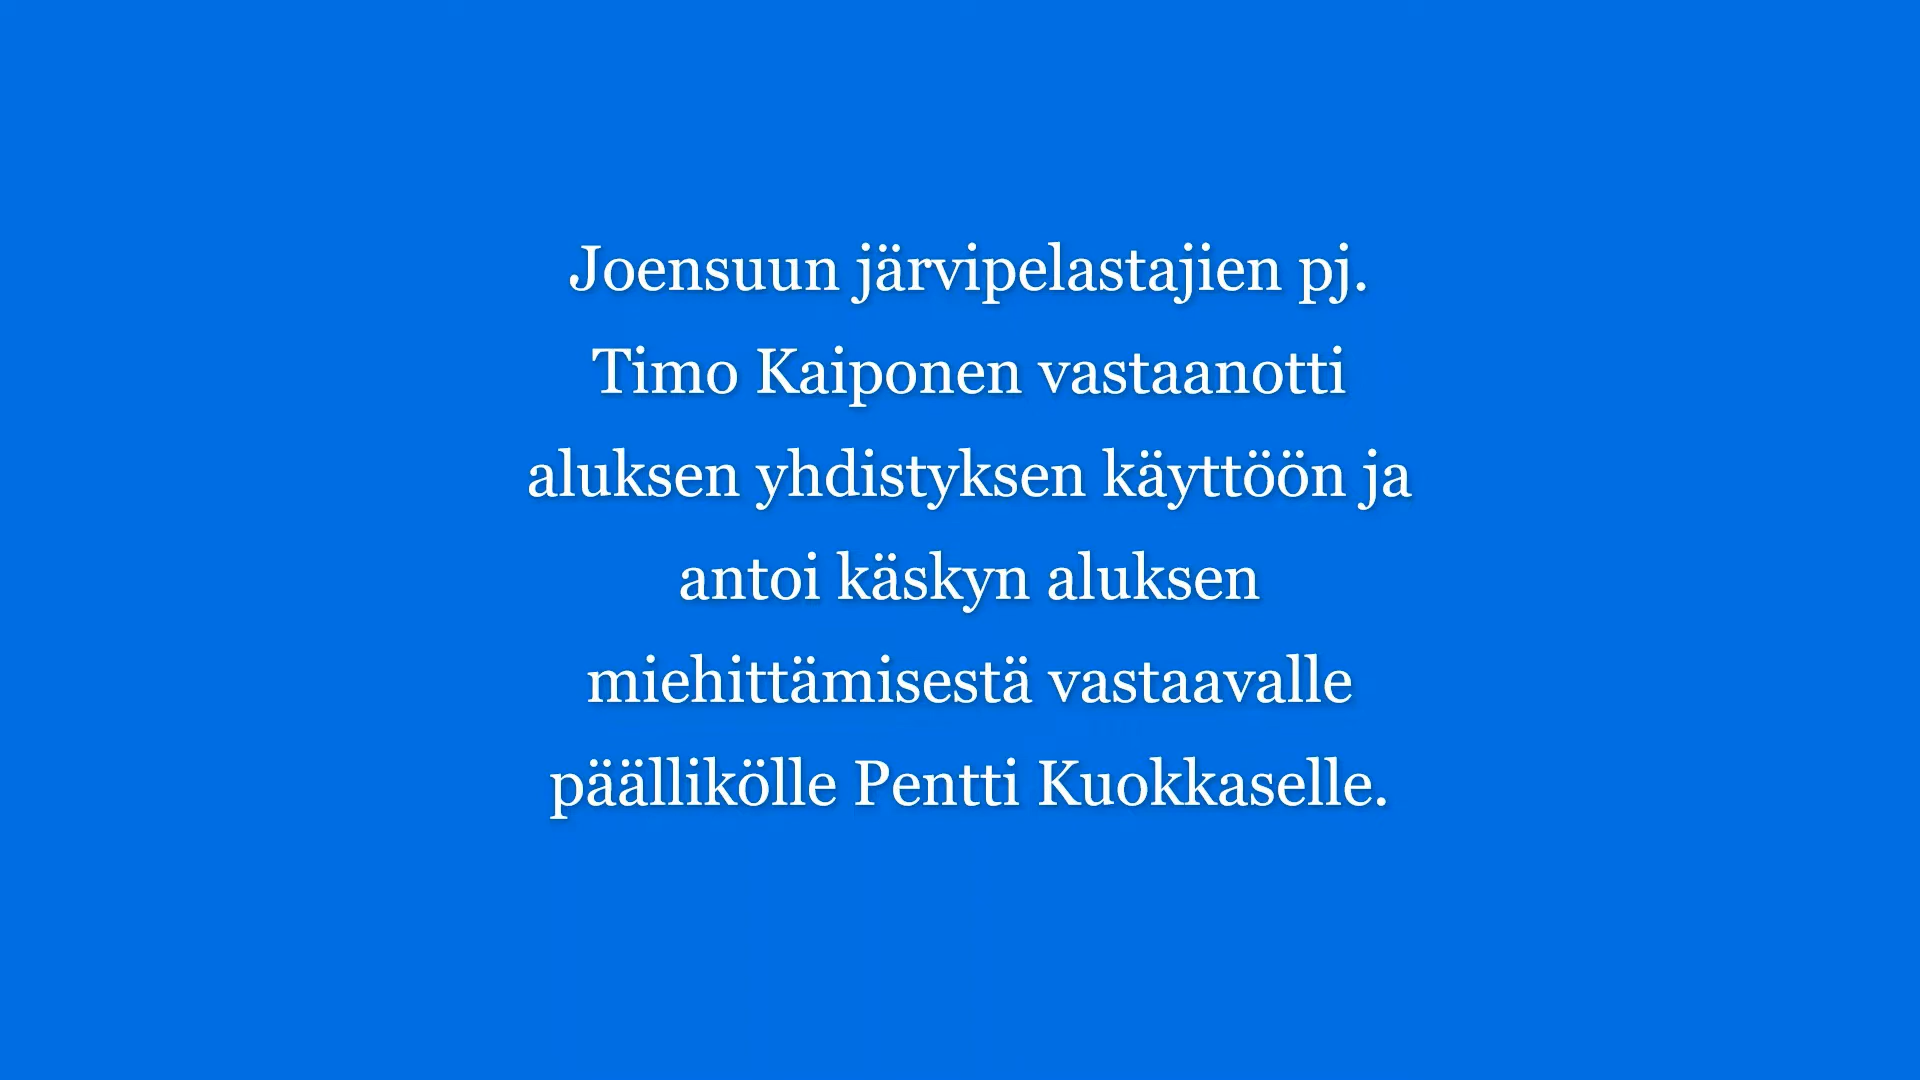 Joensuun järvipelastajien pj.
Timo Kaiponen vastaanotti
aluksen yhdistyksen käyttöön ja
antoi käskyn aluksen
miehittämisestä vastaavalle
päällikölle Pentti Kuokkaselle.